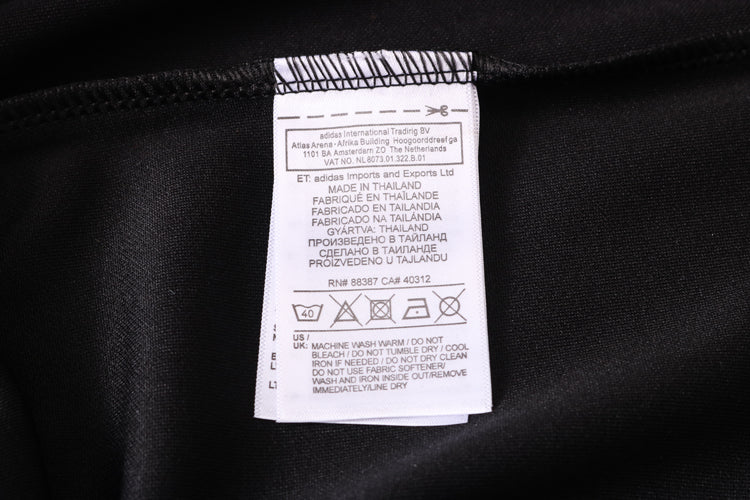 adidas International Trading BV
Atlas Arena - Afrika Building Hoogoorddreef 9a
1101 BA Amsterdam ZO The Netherlands
VAT NO. NL8073.01.322.B.01
ET: adidas Imports and Exports Ltd
MADE IN THAILAND
FABRIQUÉ EN THAÏLANDE
FABRICADO EN TAILANDIA
FABRICADO NA TAILÂNDIA
GYÁRTVA: THAILAND
ПРОИЗВЕДЕНО В ТАЙЛАНД
СДЕЛАНО В ТАИЛАНДЕ
PROIZVEDENO U TAJLANDU
RN# 88387 CA# 40312
40
US /
UK: MACHINE WASH WARM / DO NOT
BLEACH / DO NOT TUMBLE DRY / COOL
IRON IF NEEDED / DO NOT DRY CLEAN
DO NOT USE FABRIC SOFTENER/
WASH AND IRON INSIDE OUT/REMOVE
IMMEDIATELY/LINE DRY